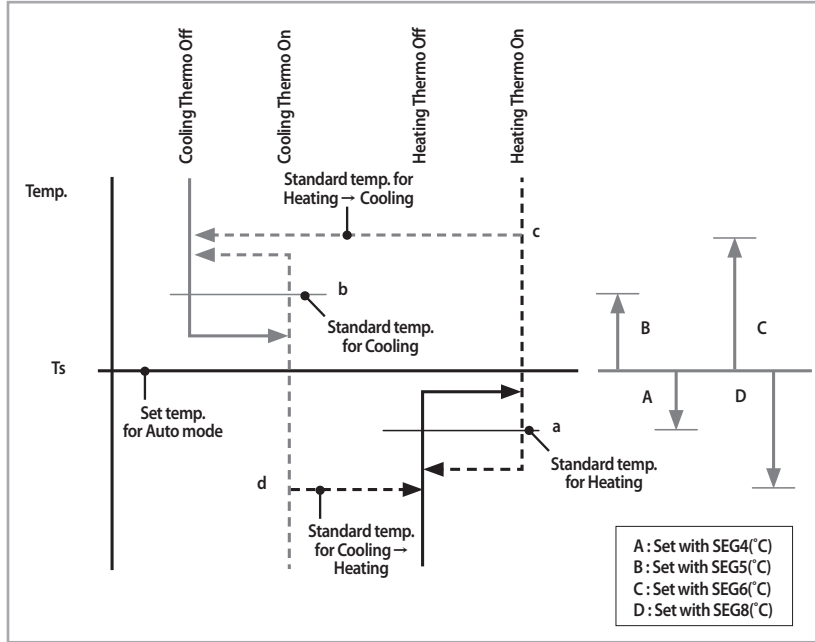 Cooling Thermo Off
Cooling Thermo On
Heating Thermo Off
Heating Thermo On
Temp.
Standard temp. for
Heating → Cooling
c
b
Standard temp.
for Cooling
B
C
Ts
A
D
Set temp.
for Auto mode
a
Standard temp.
for Heating
d
Standard temp.
for Cooling →
Heating
A : Set with SEG4(˚C)
B : Set with SEG5(˚C)
C : Set with SEG6(˚C)
D : Set with SEG8(˚C)